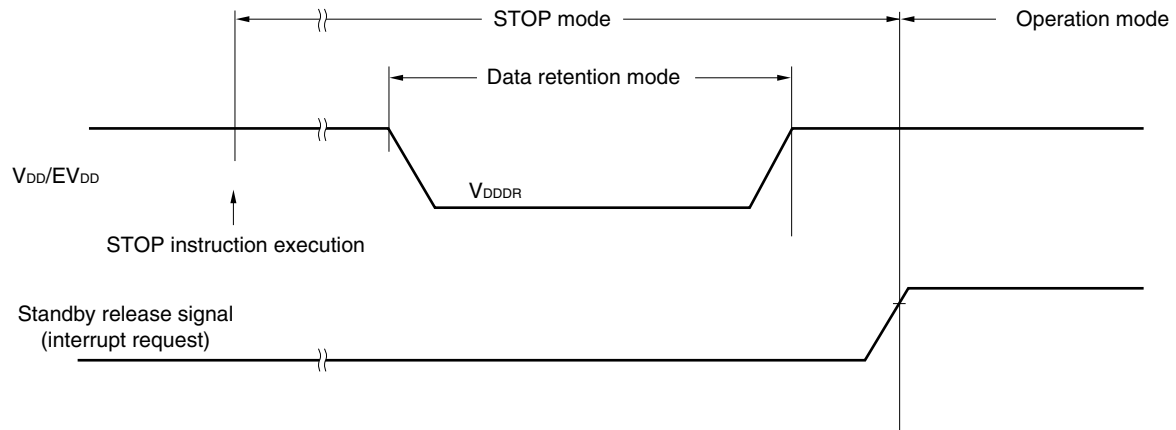 STOP mode
Operation mode
Data retention mode
VDD/EVDD
VDDDR
STOP instruction execution
Standby release signal
(interrupt request)